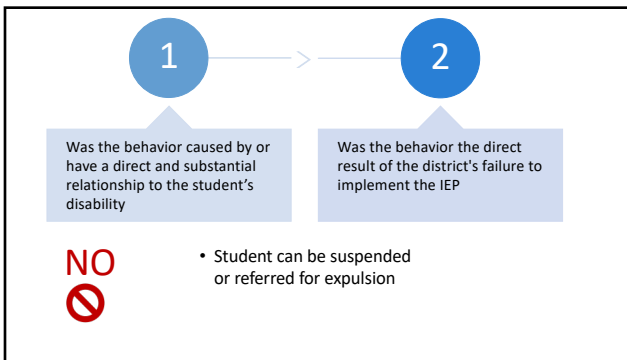 1
2
Was the behavior caused by or
have a direct and substantial
relationship to the student’s
disability
Was the behavior the direct
result of the district's failure to
implement the IEP
NO
• Student can be suspended
or referred for expulsion